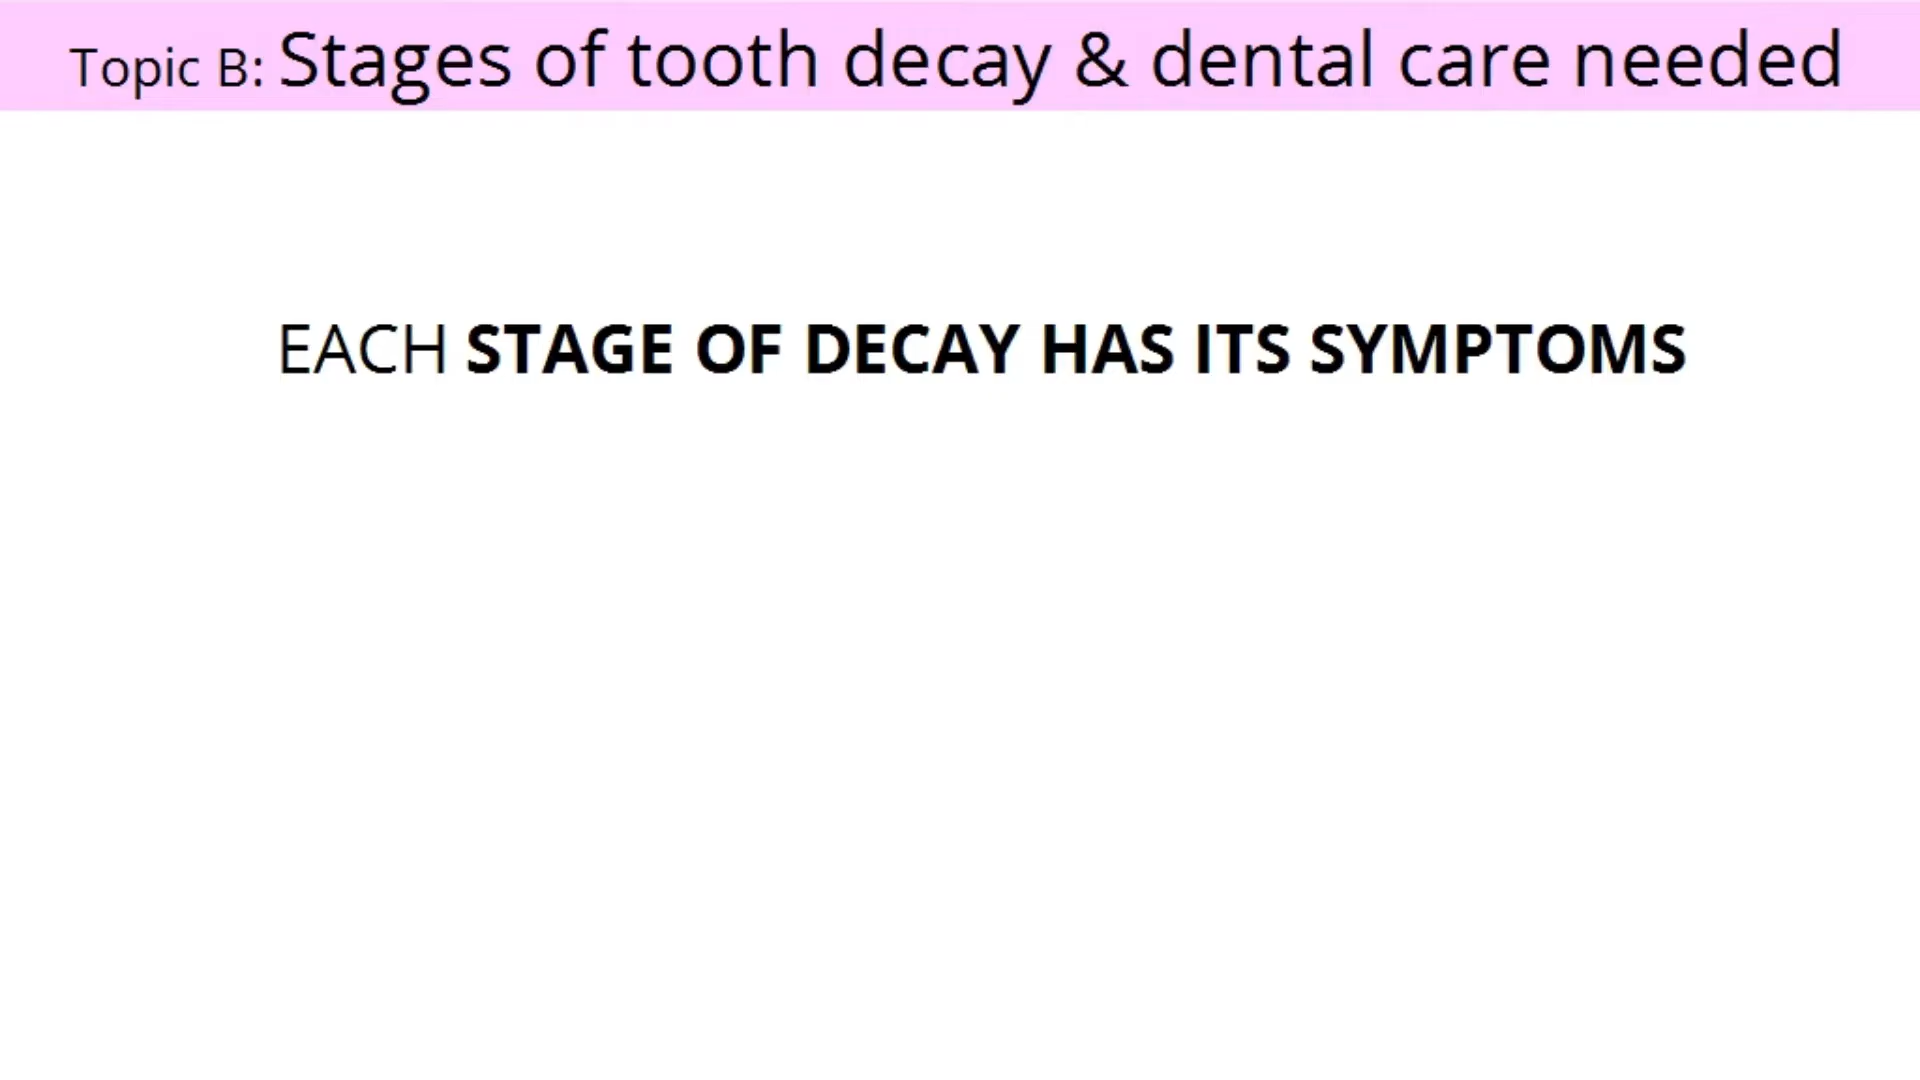 Topic B: Stages of tooth decay & dental care needed
EACH STAGE OF DECAY HAS ITS SYMPTOMS